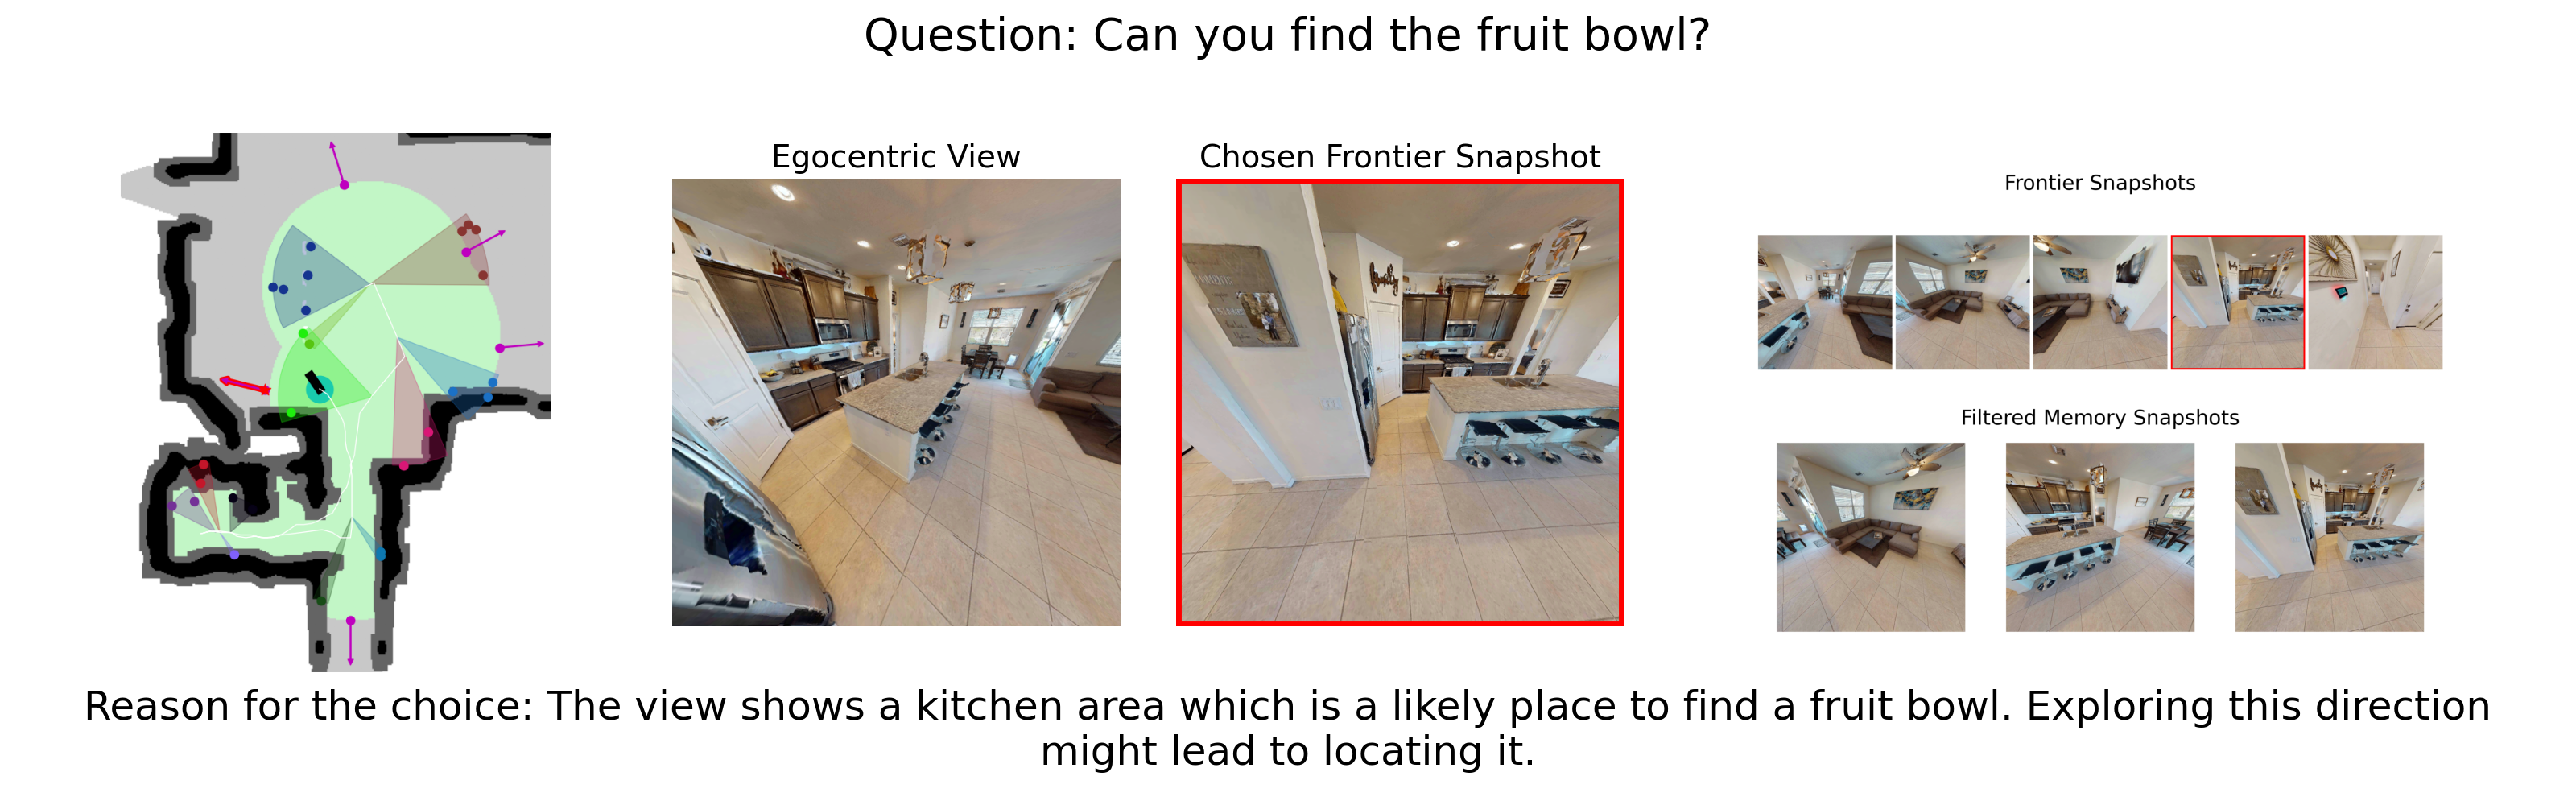 Question: Can you find the fruit bowl?
Egocentric View
Chosen Frontier Snapshot
Frontier Snapshots
Filtered Memory Snapshots
Reason for the choice: The view shows a kitchen area which is a likely place to find a fruit bowl. Exploring this direction
might lead to locating it.